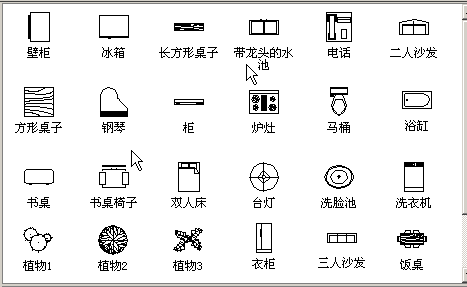 壁柜 冰箱 长方形桌子 带龙头的水池 电话 二人沙发
方形桌子 钢琴 柜 炉灶 马桶 浴缸
书桌 书桌椅子 双人床 台灯 洗脸池 洗衣机
植物1 植物2 植物3 衣柜 三人沙发 饭桌